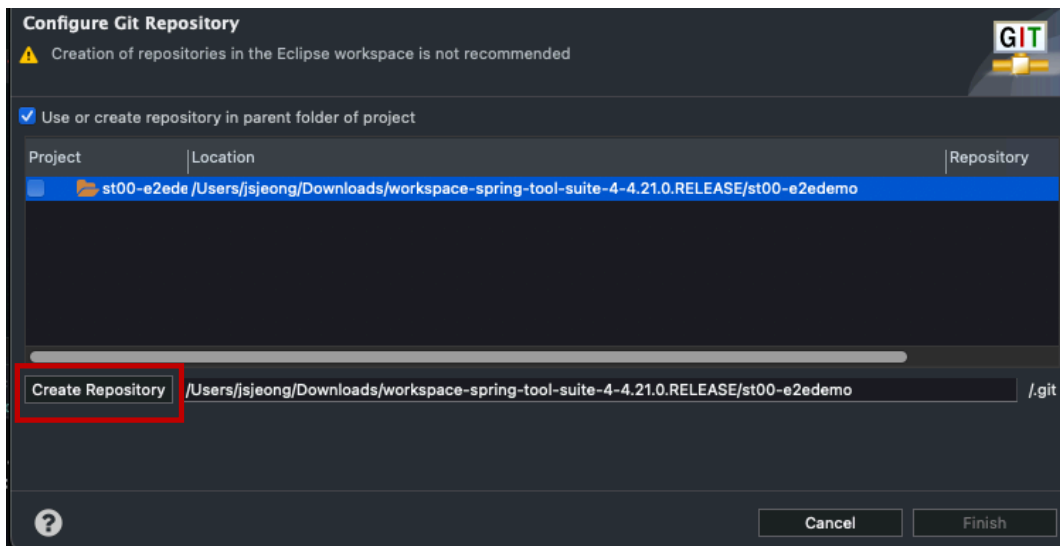 Configure Git Repository
Creation of repositories in the Eclipse workspace is not recommended
GIT
Use or create repository in parent folder of project
Project Location Repository
st00-e2ede /Users/jsjeong/Downloads/workspace-spring-tool-suite-4-4.21.0.RELEASE/st00-e2edemo
Create Repository /Users/jsjeong/Downloads/workspace-spring-tool-suite-4-4.21.0.RELEASE/st00-e2edemo /.git
? Cancel Finish